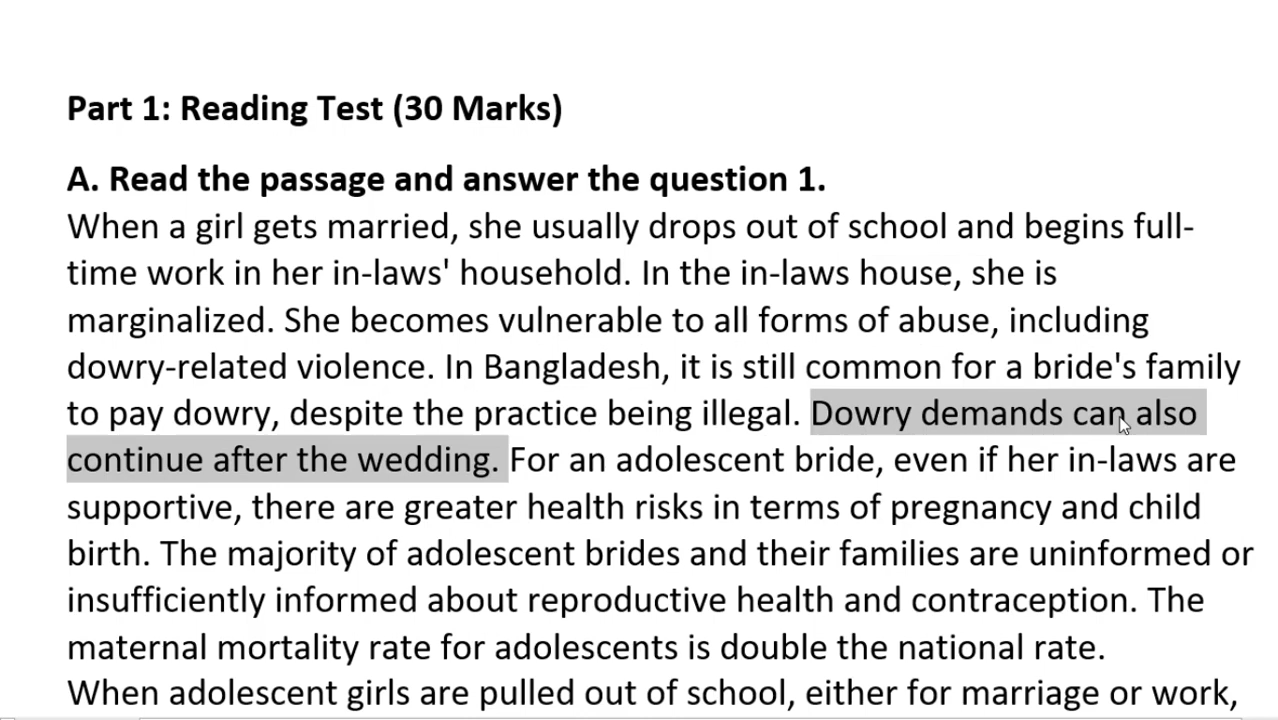 Part 1: Reading Test (30 Marks)
A. Read the passage and answer the question 1.
When a girl gets married, she usually drops out of school and begins full-
time work in her in-laws' household. In the in-laws house, she is
marginalized. She becomes vulnerable to all forms of abuse, including
dowry-related violence. In Bangladesh, it is still common for a bride's family
to pay dowry, despite the practice being illegal. Dowry demands can also
continue after the wedding. For an adolescent bride, even if her in-laws are
supportive, there are greater health risks in terms of pregnancy and child
birth. The majority of adolescent brides and their families are uninformed or
insufficiently informed about reproductive health and contraception. The
maternal mortality rate for adolescents is double the national rate.
When adolescent girls are pulled out of school, either for marriage or work,